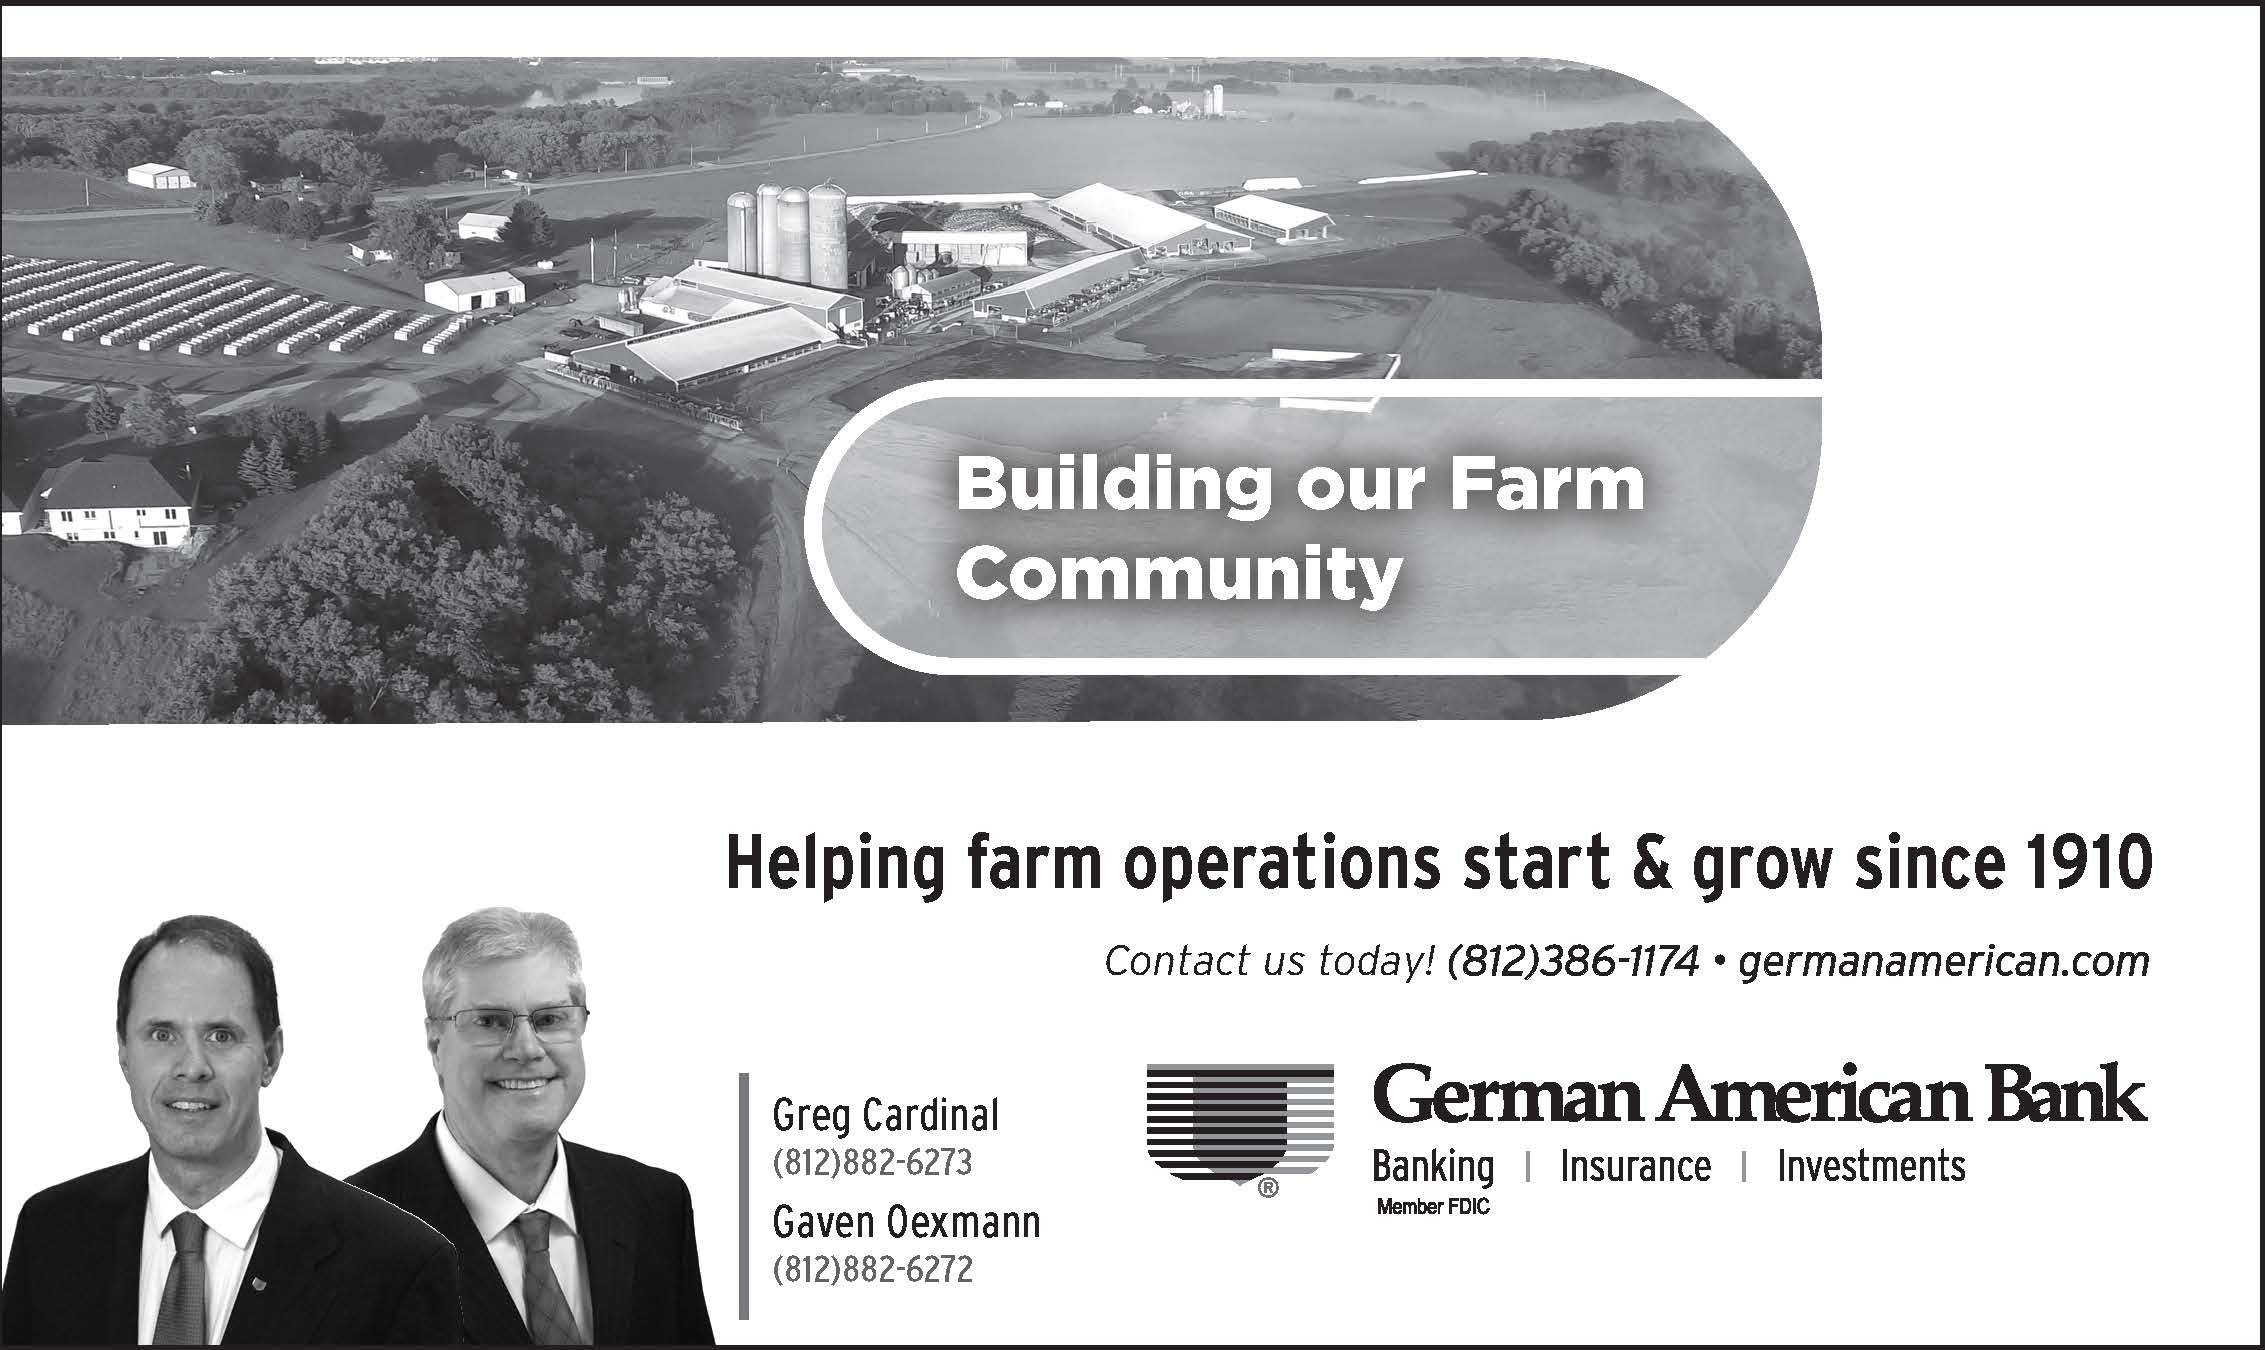 Building our Farm
Community
Helping farm operations start & grow since 1910
Contact us today! (812)386-1174 • germanamerican.com
Greg Cardinal
(812)882-6273
Gaven Oexmann
(812)882-6272
®
German American Bank
Banking | Insurance | Investments
Member FDIC